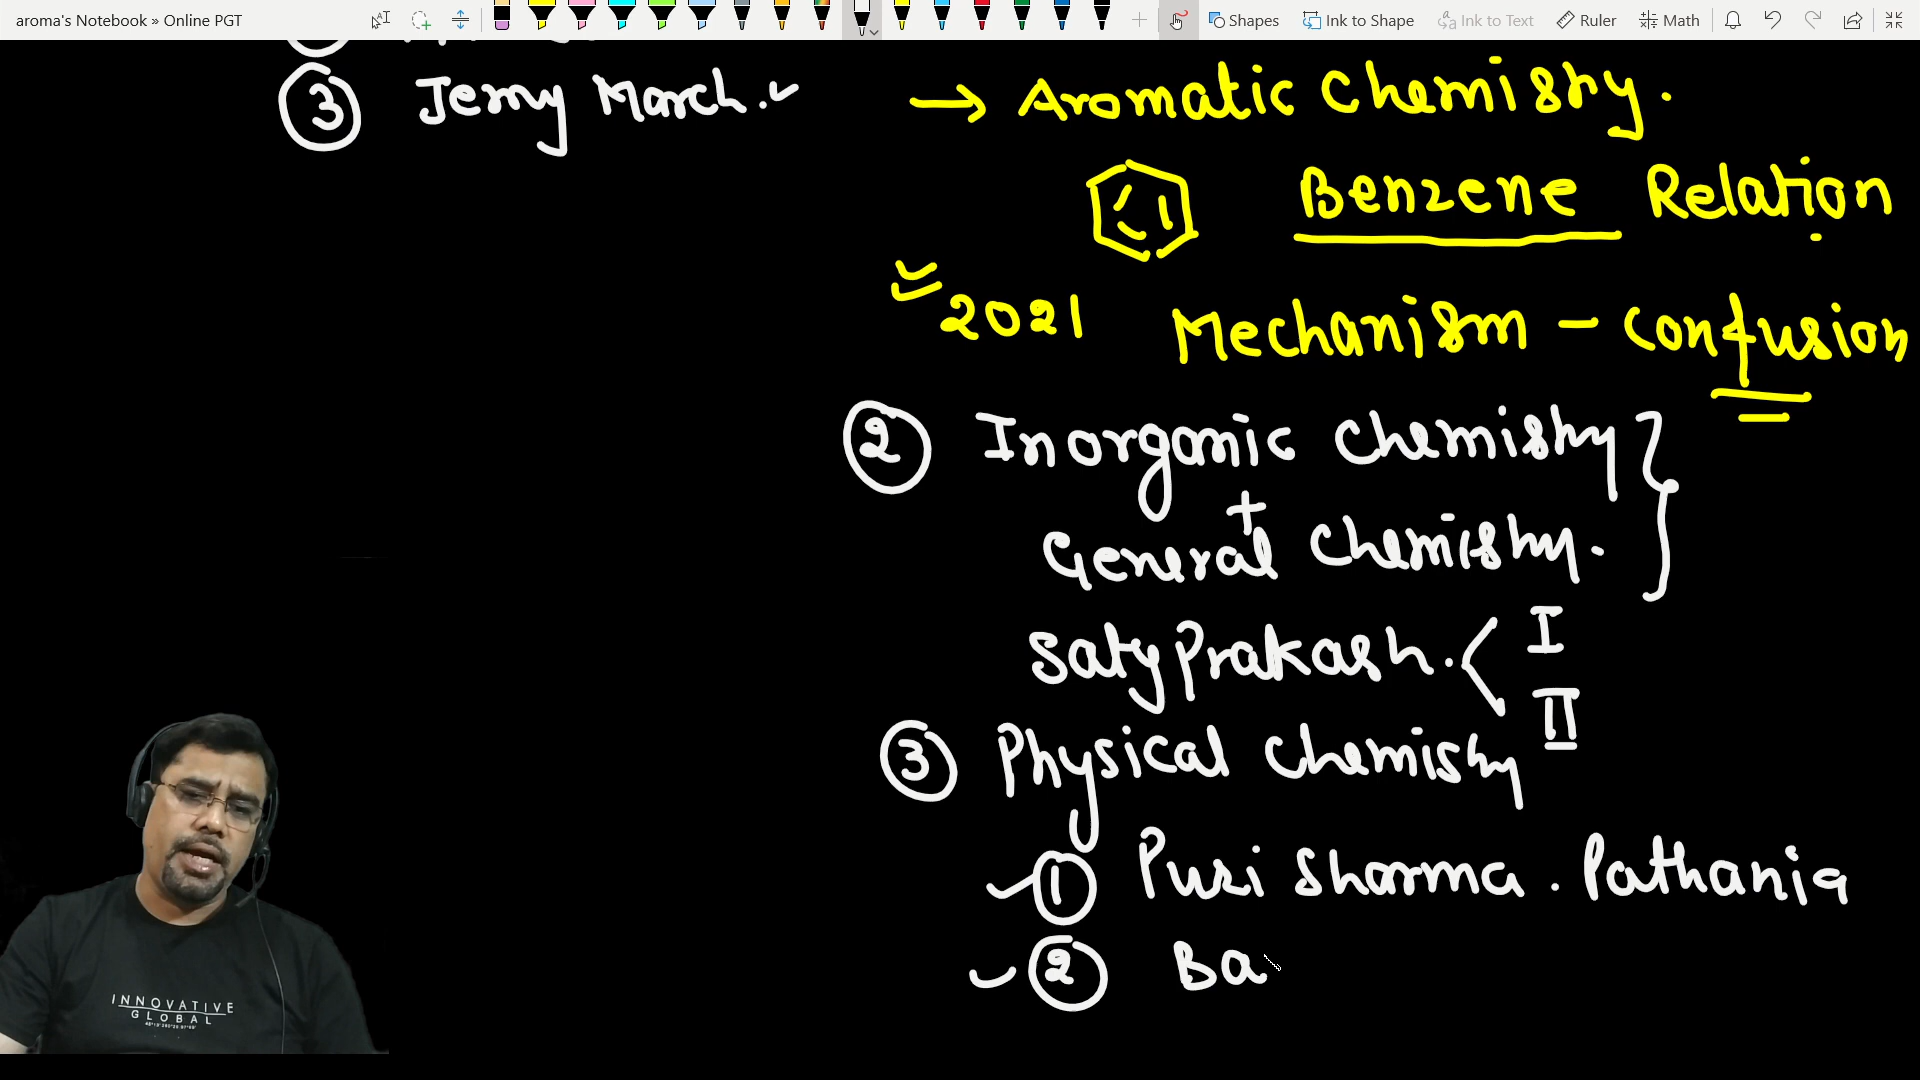 aroma's Notebook » Online PGT
Shapes Ink to Shape Ink to Text Ruler Math
3 Jerry March.
→ Aromatic Chemistry.
Benzene Relation
2021 Mechanism - Confusion
2 Inorganic Chemistry
+
General Chemistry.
SatyPrakash. I
II
3 Physical Chemistry
1 Puri Sharma. Pathania
2 Ba
INNOVATIVE
GLOBAL